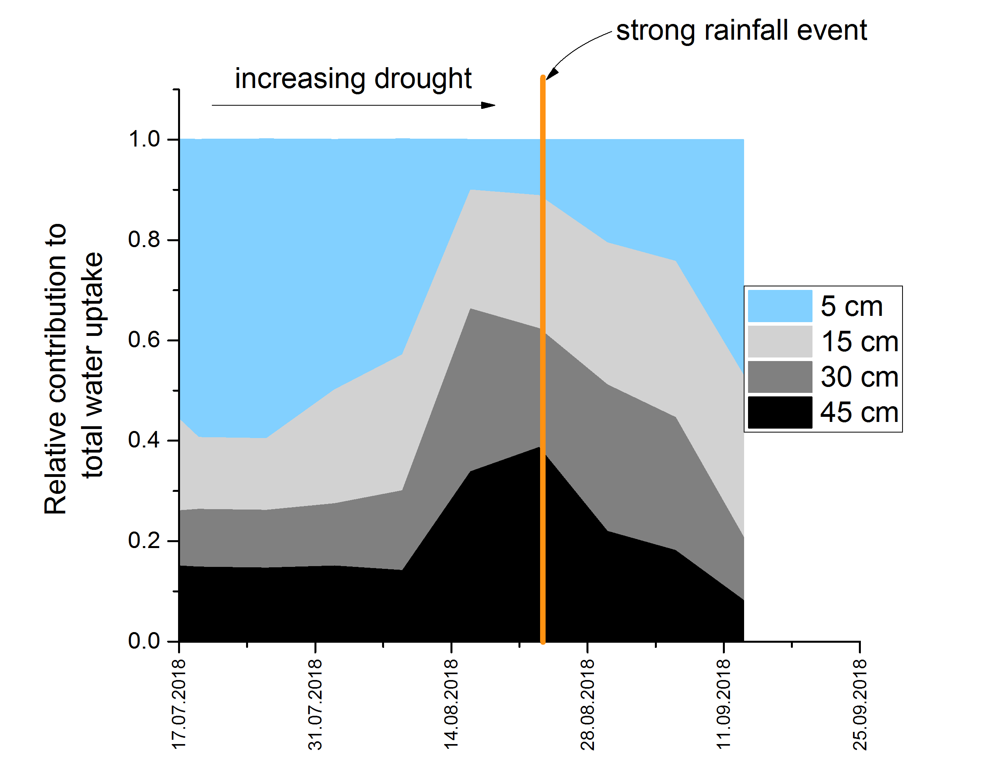 strong rainfall event
increasing drought
Relative contribution to
total water uptake
1.0
0.8
0.6
0.4
0.2
0.0
5 cm
15 cm
30 cm
45 cm
17.07.2018
31.07.2018
14.08.2018
28.08.2018
11.09.2018
25.09.2018